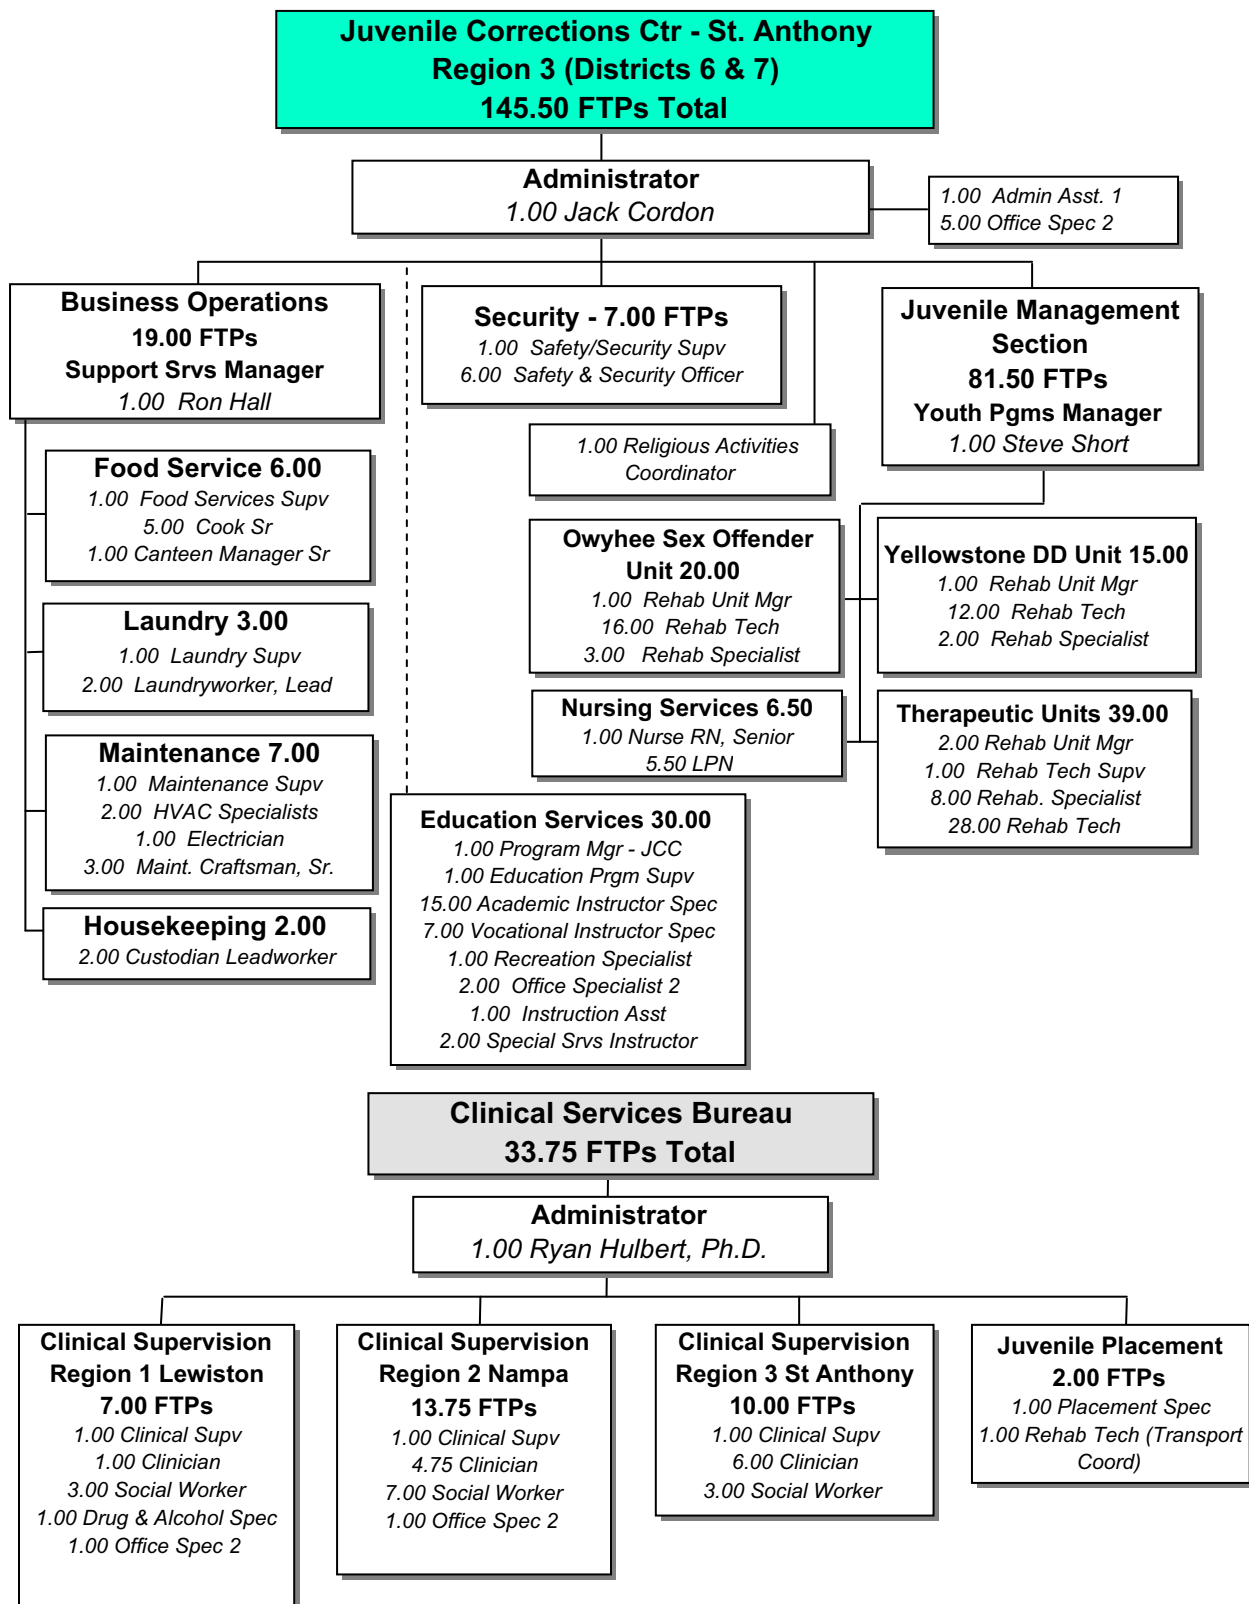 Juvenile Corrections Ctr - St. Anthony
Region 3 (Districts 6 & 7)
145.50 FTPs Total
Administrator
1.00 Jack Cordon
1.00 Admin Asst. 1
5.00 Office Spec 2
Business Operations
19.00 FTPs
Support Srvs Manager
1.00 Ron Hall
Security - 7.00 FTPs
1.00 Safety/Security Supv
6.00 Safety & Security Officer
Juvenile Management
Section
81.50 FTPs
Youth Pgms Manager
1.00 Steve Short
1.00 Religious Activities
Coordinator
Food Service 6.00
1.00 Food Services Supv
5.00 Cook Sr
1.00 Canteen Manager Sr
Laundry 3.00
1.00 Laundry Supv
2.00 Laundryworker, Lead
Maintenance 7.00
1.00 Maintenance Supv
2.00 HVAC Specialists
1.00 Electrician
3.00 Maint. Craftsman, Sr.
Housekeeping 2.00
2.00 Custodian Leadworker
Owyhee Sex Offender
Unit 20.00
1.00 Rehab Unit Mgr
16.00 Rehab Tech
3.00 Rehab Specialist
Yellowstone DD Unit 15.00
1.00 Rehab Unit Mgr
12.00 Rehab Tech
2.00 Rehab Specialist
Nursing Services 6.50
1.00 Nurse RN, Senior
5.50 LPN
Therapeutic Units 39.00
2.00 Rehab Unit Mgr
1.00 Rehab Tech Supv
8.00 Rehab. Specialist
28.00 Rehab Tech
Education Services 30.00
1.00 Program Mgr - JCC
1.00 Education Prgm Supv
15.00 Academic Instructor Spec
7.00 Vocational Instructor Spec
1.00 Recreation Specialist
2.00 Office Specialist 2
1.00 Instruction Asst
2.00 Special Srvs Instructor
Clinical Services Bureau
33.75 FTPs Total
Administrator
1.00 Ryan Hulbert, Ph.D.
Clinical Supervision
Region 1 Lewiston
7.00 FTPs
1.00 Clinical Supv
1.00 Clinician
3.00 Social Worker
1.00 Drug & Alcohol Spec
1.00 Office Spec 2
Clinical Supervision
Region 2 Nampa
13.75 FTPs
1.00 Clinical Supv
4.75 Clinician
7.00 Social Worker
1.00 Office Spec 2
Clinical Supervision
Region 3 St Anthony
10.00 FTPs
1.00 Clinical Supv
6.00 Clinician
3.00 Social Worker
Juvenile Placement
2.00 FTPs
1.00 Placement Spec
1.00 Rehab Tech (Transport
Coord)